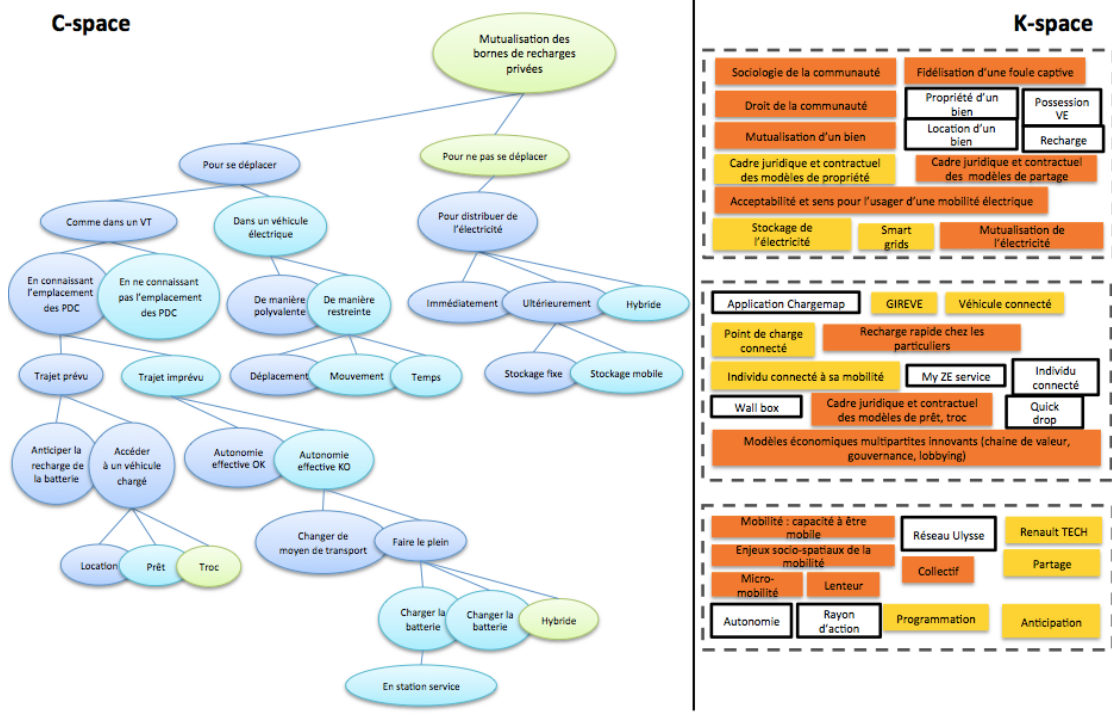 C-space
K-space
Mutualisation des
bornes de recharges
privées
Pour se déplacer
Pour ne pas se déplacer
Comme dans un VT
Dans un véhicule
électrique
Pour distribuer de
l'électricité
En connaissant
l'emplacement
des PDC
En ne connaissant
pas l'emplacement
des PDC
De manière
polyvalente
De manière
restreinte
Immédiatement
Ultérieurement
Hybride
Trajet prévu
Trajet imprévu
Déplacement
Mouvement
Temps
Stockage fixe
Stockage mobile
Anticiper la
recharge de
la batterie
Accéder
à un véhicule
chargé
Autonomie
effective OK
Autonomie
effective KO
Location
Prêt
Troc
Changer de
moyen de transport
Faire le plein
Charger la
batterie
Changer la
batterie
Hybride
En station service
Sociologie de la communauté
Fidélisation d'une foule captive
Droit de la communauté
Propriété d'un
bien
Possession
VE
Mutualisation d'un bien
Location d'un
bien
Recharge
Cadre juridique et contractuel
des modèles de propriété
Cadre juridique et contractuel
des modèles de partage
Acceptabilité et sens pour l'usager d'une mobilité électrique
Stockage de
l'électricité
Smart
grids
Mutualisation de
l'électricité
Application Chargemap
GIREVE
Véhicule connecté
Point de charge
connecté
Recharge rapide chez les
particuliers
Individu connecté à sa mobilité
My ZE service
Individu
connecté
Wall box
Cadre juridique et contractuel
des modèles de prêt, troc
Quick
drop
Modèles économiques multipartites innovants (chaine de valeur,
gouvernance, lobbying)
Mobilité : capacité à être
mobile
Réseau Ulysse
Renault TECH
Enjeux socio-spatiaux de la
mobilité
Collectif
Partage
Micro-
mobilité
Lenteur
Autonomie
Rayon
d'action
Programmation
Anticipation